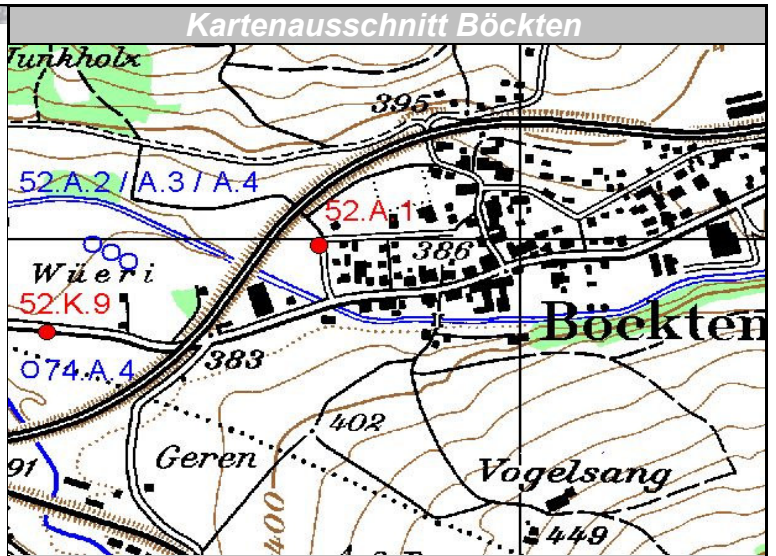 Kartenausschnitt Böckten
Junkholz
395
52.A.2 / A.3 / A.4
52.A.1
386
Wüeri
52.K.9
Böckten
74.A.4
383
402
Geren
91
Vogelsang
400
449